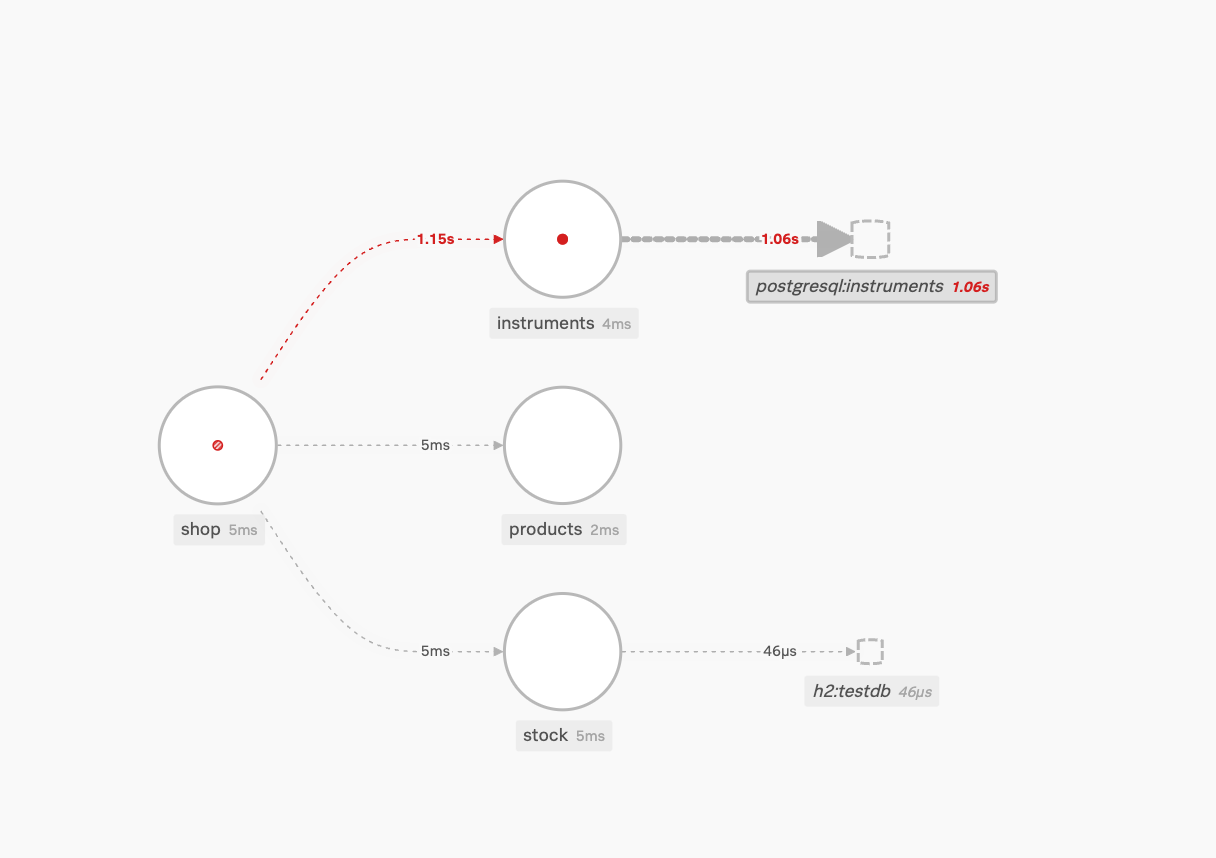 1.15s
1.06s
postgresql:instruments 1.06s
instruments 4ms
5ms
shop 5ms
products 2ms
5ms
46µs
h2:testdb 46µs
stock 5ms